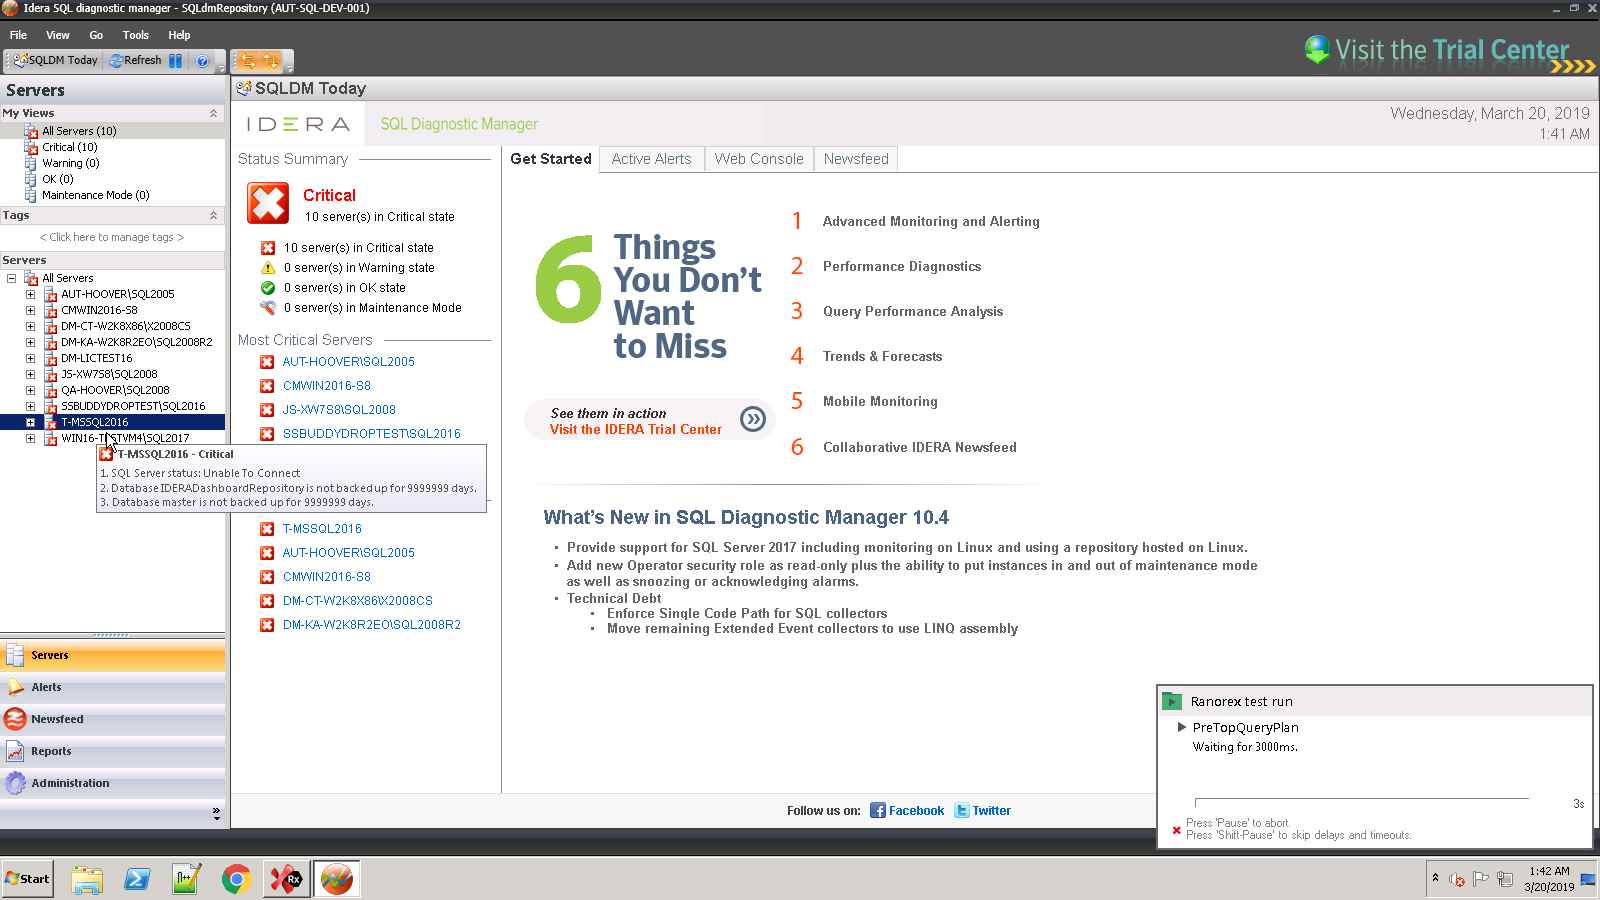 Idera SQL diagnostic manager - SQLdmRepository (AUT-SQL-DEV-001)
File View Go Tools Help
SQLDM Today Refresh
Visit the Trial Center
Servers
My Views
All Servers (10)
Critical (10)
Warning (0)
OK (0)
Maintenance Mode (0)
Tags
< Click here to manage tags >
Servers
All Servers
AUT-HOOVER\SQL2005
CMWIN2016-S8
DM-CT-W2K8X86\X2008CS
DM-KA-W2K8R2EO\SQL2008R2
DM-LICTEST16
JS-XW7S8\SQL2008
QA-HOOVER\SQL2008
SSBUDDYDROPTEST\SQL2016
T-MSSQL2016
WIN16-TESTVM4\SQL2017
T-MSSQL2016 - Critical
1. SQL Server status: Unable To Connect
2. Database IDERADashboardRepository is not backed up for 9999999 days.
3. Database master is not backed up for 9999999 days.
Servers
Alerts
Newsfeed
Reports
Administration
SQLDM Today
IDERA SQL Diagnostic Manager
Wednesday, March 20, 2019
1:41 AM
Status Summary
Critical
10 server(s) in Critical state
10 server(s) in Critical state
0 server(s) in Warning state
0 server(s) in OK state
0 server(s) in Maintenance Mode
Most Critical Servers
AUT-HOOVER\SQL2005
CMWIN2016-S8
JS-XW7S8\SQL2008
SSBUDDYDROPTEST\SQL2016
T-MSSQL2016
AUT-HOOVER\SQL2005
CMWIN2016-S8
DM-CT-W2K8X86\X2008CS
DM-KA-W2K8R2EO\SQL2008R2
Get Started Active Alerts Web Console Newsfeed
6 Things
You Don't
Want
to Miss
See them in action
Visit the IDERA Trial Center
1 Advanced Monitoring and Alerting
2 Performance Diagnostics
3 Query Performance Analysis
4 Trends & Forecasts
5 Mobile Monitoring
6 Collaborative IDERA Newsfeed
What's New in SQL Diagnostic Manager 10.4
• Provide support for SQL Server 2017 including monitoring on Linux and using a repository hosted on Linux.
• Add new Operator security role as read-only plus the ability to put instances in and out of maintenance mode
as well as snoozing or acknowledging alarms.
• Technical Debt
• Enforce Single Code Path for SQL collectors
• Move remaining Extended Event collectors to use LINQ assembly
Follow us on: Facebook Twitter
Ranorex test run
PreTopQueryPlan
Waiting for 3000ms.
3s
Press 'Pause' to abort.
Press 'Shift-Pause' to skip delays and timeouts.
Start
1:42 AM
3/20/2019